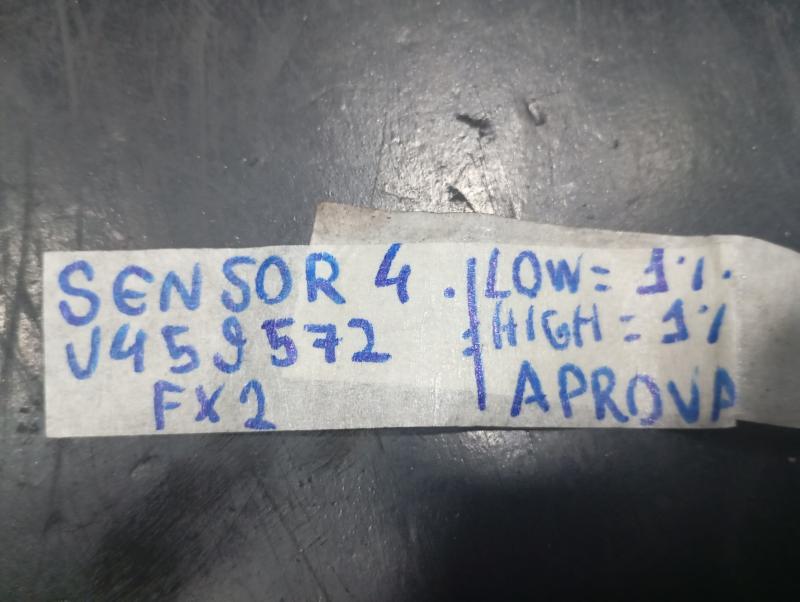 SENSOR 4.
V459572
FX2
LOW = 1%.
HIGH = 1%
APROVA